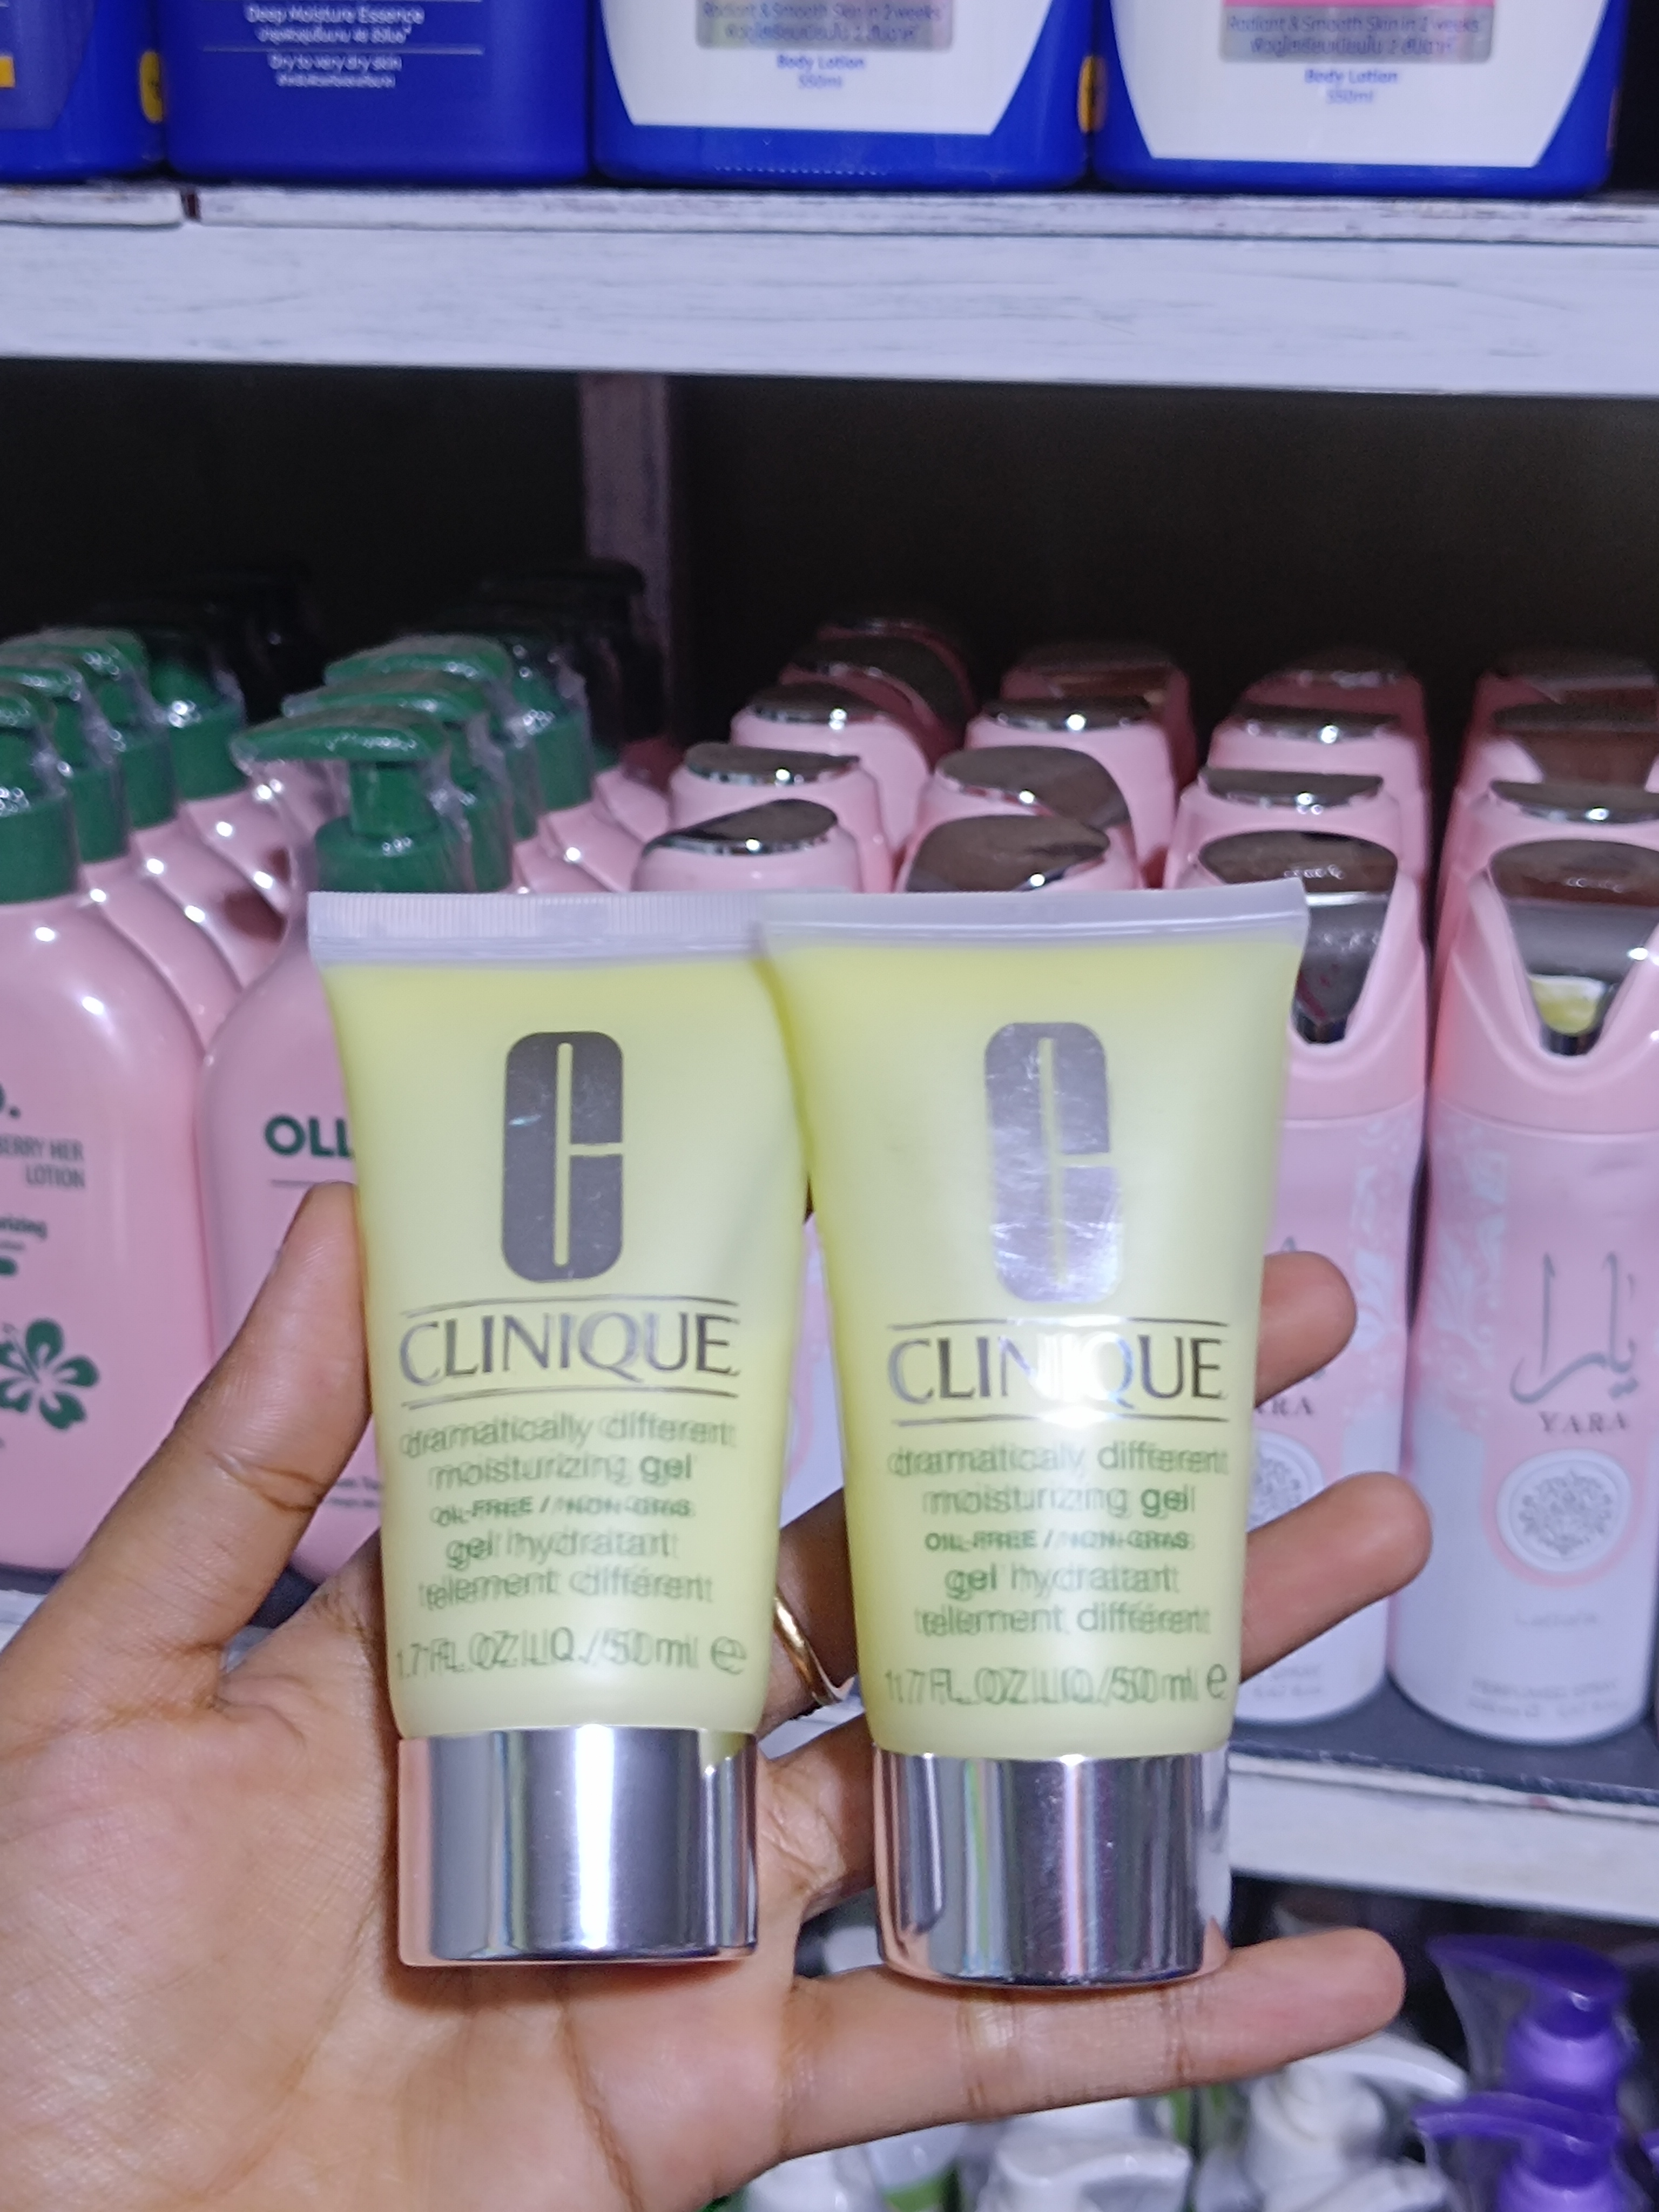 Deep Moisture Essence
Dry to very dry skin
Radiant & Smooth Skin in 2 weeks
Body Lotion
550ml
Radiant & Smooth Skin in 2 weeks
Body Lotion
550ml
BERRY HER
LOTION
OLL
C
CLINIQUE
dramatically different
moisturizing gel
OIL-FREE / NON-GRAS
gel hydratant
tellement différent
1.7 FL.OZ.LIQ./50 ml e
C
CLINIQUE
dramatically different
moisturizing gel
OIL-FREE / NON-GRAS
gel hydratant
tellement différent
1.7 FL.OZ.LIQ./50 ml e
يارا
YARA